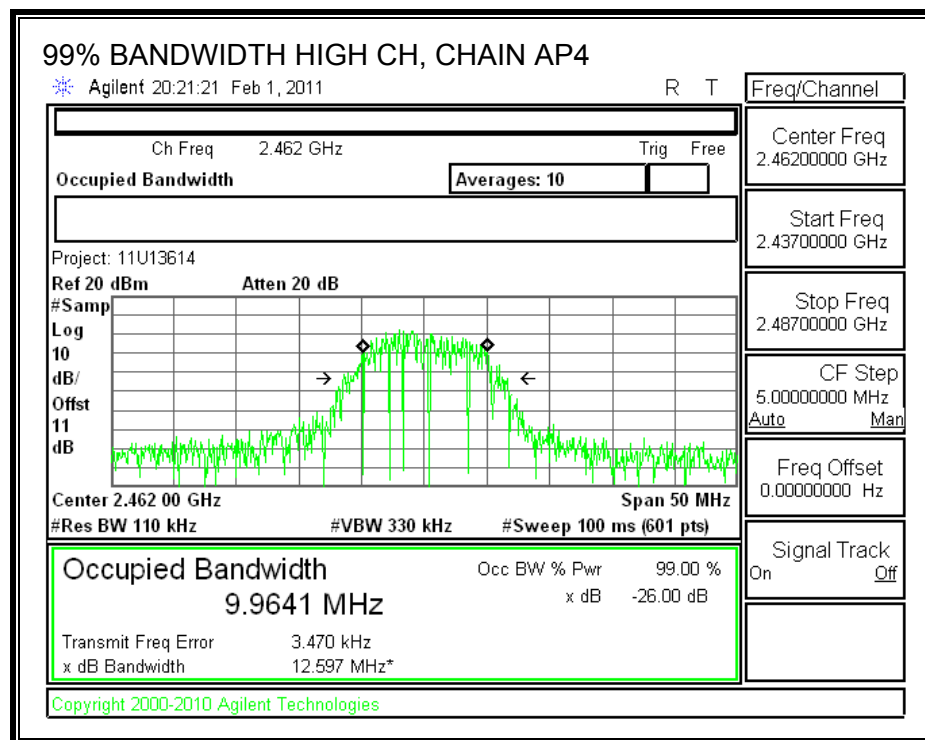 99% BANDWIDTH HIGH CH, CHAIN AP4
Agilent 20:21:21 Feb 1, 2011 R T
Freq/Channel
Ch Freq 2.462 GHz Trig Free
Occupied Bandwidth Averages: 10
Center Freq
2.46200000 GHz
Start Freq
2.43700000 GHz
Stop Freq
2.48700000 GHz
CF Step
5.00000000 MHz
Auto Man
Freq Offset
0.00000000 Hz
Signal Track
On Off
Project: 11U13614
Ref 20 dBm Atten 20 dB
#Samp
Log
10
dB/
Offst
11
dB
Center 2.462 00 GHz Span 50 MHz
#Res BW 110 kHz #VBW 330 kHz #Sweep 100 ms (601 pts)
Occupied Bandwidth Occ BW % Pwr 99.00 %
9.9641 MHz x dB -26.00 dB
Transmit Freq Error 3.470 kHz
x dB Bandwidth 12.597 MHz*
Copyright 2000-2010 Agilent Technologies